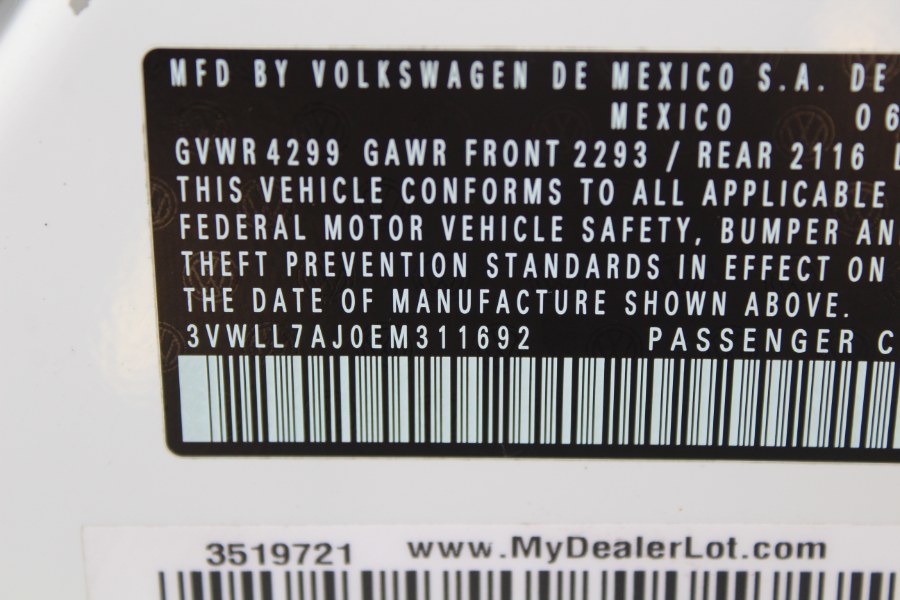 MFD BY VOLKSWAGEN DE MEXICO S.A. DE
MEXICO 06
GVWR 4299 GAWR FRONT 2293 / REAR 2116
THIS VEHICLE CONFORMS TO ALL APPLICABLE
FEDERAL MOTOR VEHICLE SAFETY, BUMPER AN
THEFT PREVENTION STANDARDS IN EFFECT ON
THE DATE OF MANUFACTURE SHOWN ABOVE.
3VWLL7AJ0EM311692 PASSENGER C
3519721 www.MyDealerLot.com